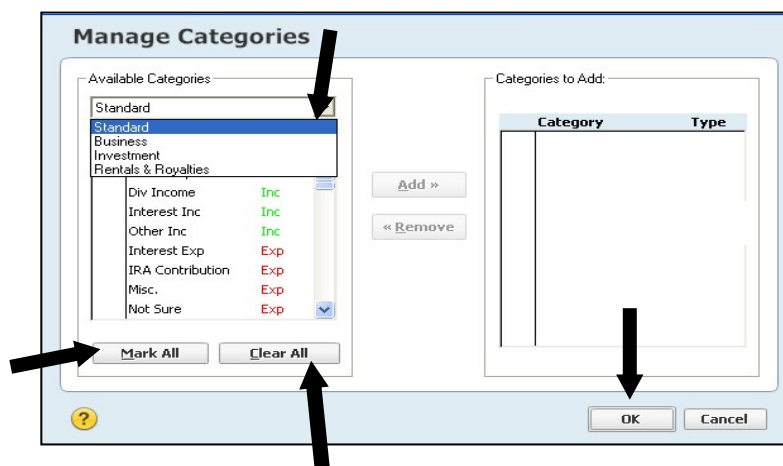 Manage Categories
Available Categories
Standard
Standard
Business
Investment
Rentals & Royalties
Div Income Inc
Interest Inc Inc
Other Inc Inc
Interest Exp Exp
IRA Contribution Exp
Misc. Exp
Not Sure Exp
Mark All Clear All
Add »
« Remove
Categories to Add:
Category Type
?
OK Cancel